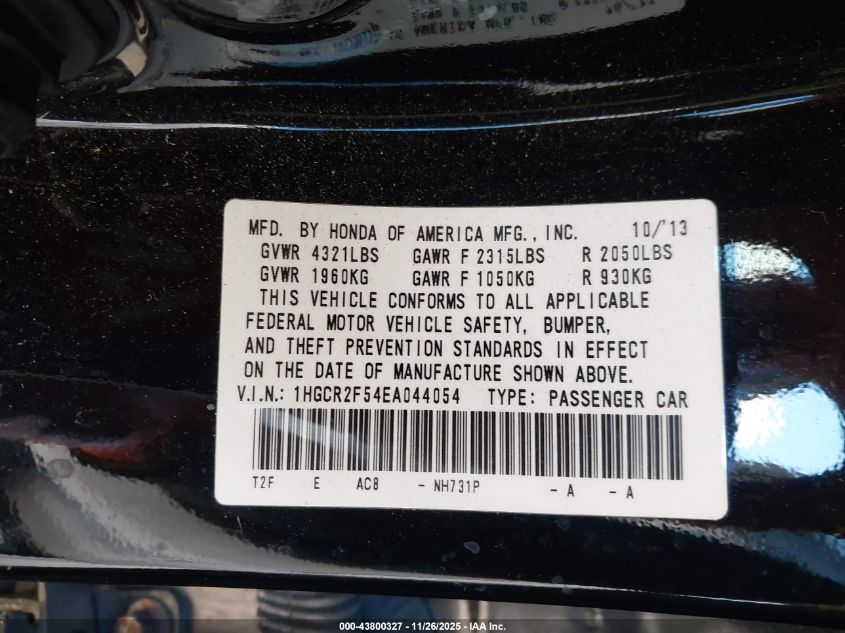 MFD. BY HONDA OF AMERICA MFG., INC. 10/'13
GVWR 4321LBS GAWR F 2315LBS R 2050LBS
GVWR 1960KG GAWR F 1050KG R 930KG
THIS VEHICLE CONFORMS TO ALL APPLICABLE
FEDERAL MOTOR VEHICLE SAFETY, BUMPER,
AND THEFT PREVENTION STANDARDS IN EFFECT
ON THE DATE OF MANUFACTURE SHOWN ABOVE.
V.I.N.: 1HGCR2F54EA044054 TYPE: PASSENGER CAR
T2F E AC8 - NH731P - A - A
000-43800327 - 11/26/2025 - IAA Inc.